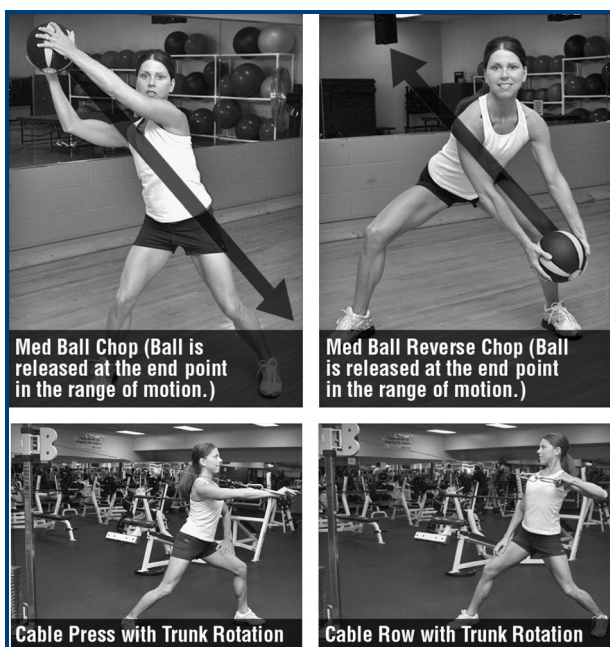 Med Ball Chop (Ball is
released at the end point
in the range of motion.)
Med Ball Reverse Chop (Ball
is released at the end point
in the range of motion.)
Cable Press with Trunk Rotation
Cable Row with Trunk Rotation